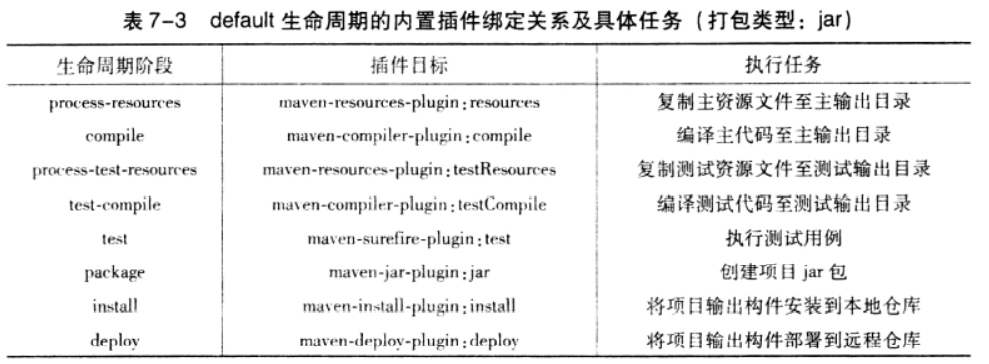 表 7-3 default 生命周期的内置插件绑定关系及具体任务（打包类型：jar）
生命周期阶段 插件目标 执行任务
process-resources maven-resources-plugin:resources 复制主资源文件至主输出目录
compile maven-compiler-plugin:compile 编译主代码至主输出目录
process-test-resources maven-resources-plugin:testResources 复制测试资源文件至测试输出目录
test-compile maven-compiler-plugin:testCompile 编译测试代码至测试输出目录
test maven-surefire-plugin:test 执行测试用例
package maven-jar-plugin:jar 创建项目 jar 包
install maven-install-plugin:install 将项目输出构件安装到本地仓库
deploy maven-deploy-plugin:deploy 将项目输出构件部署到远程仓库